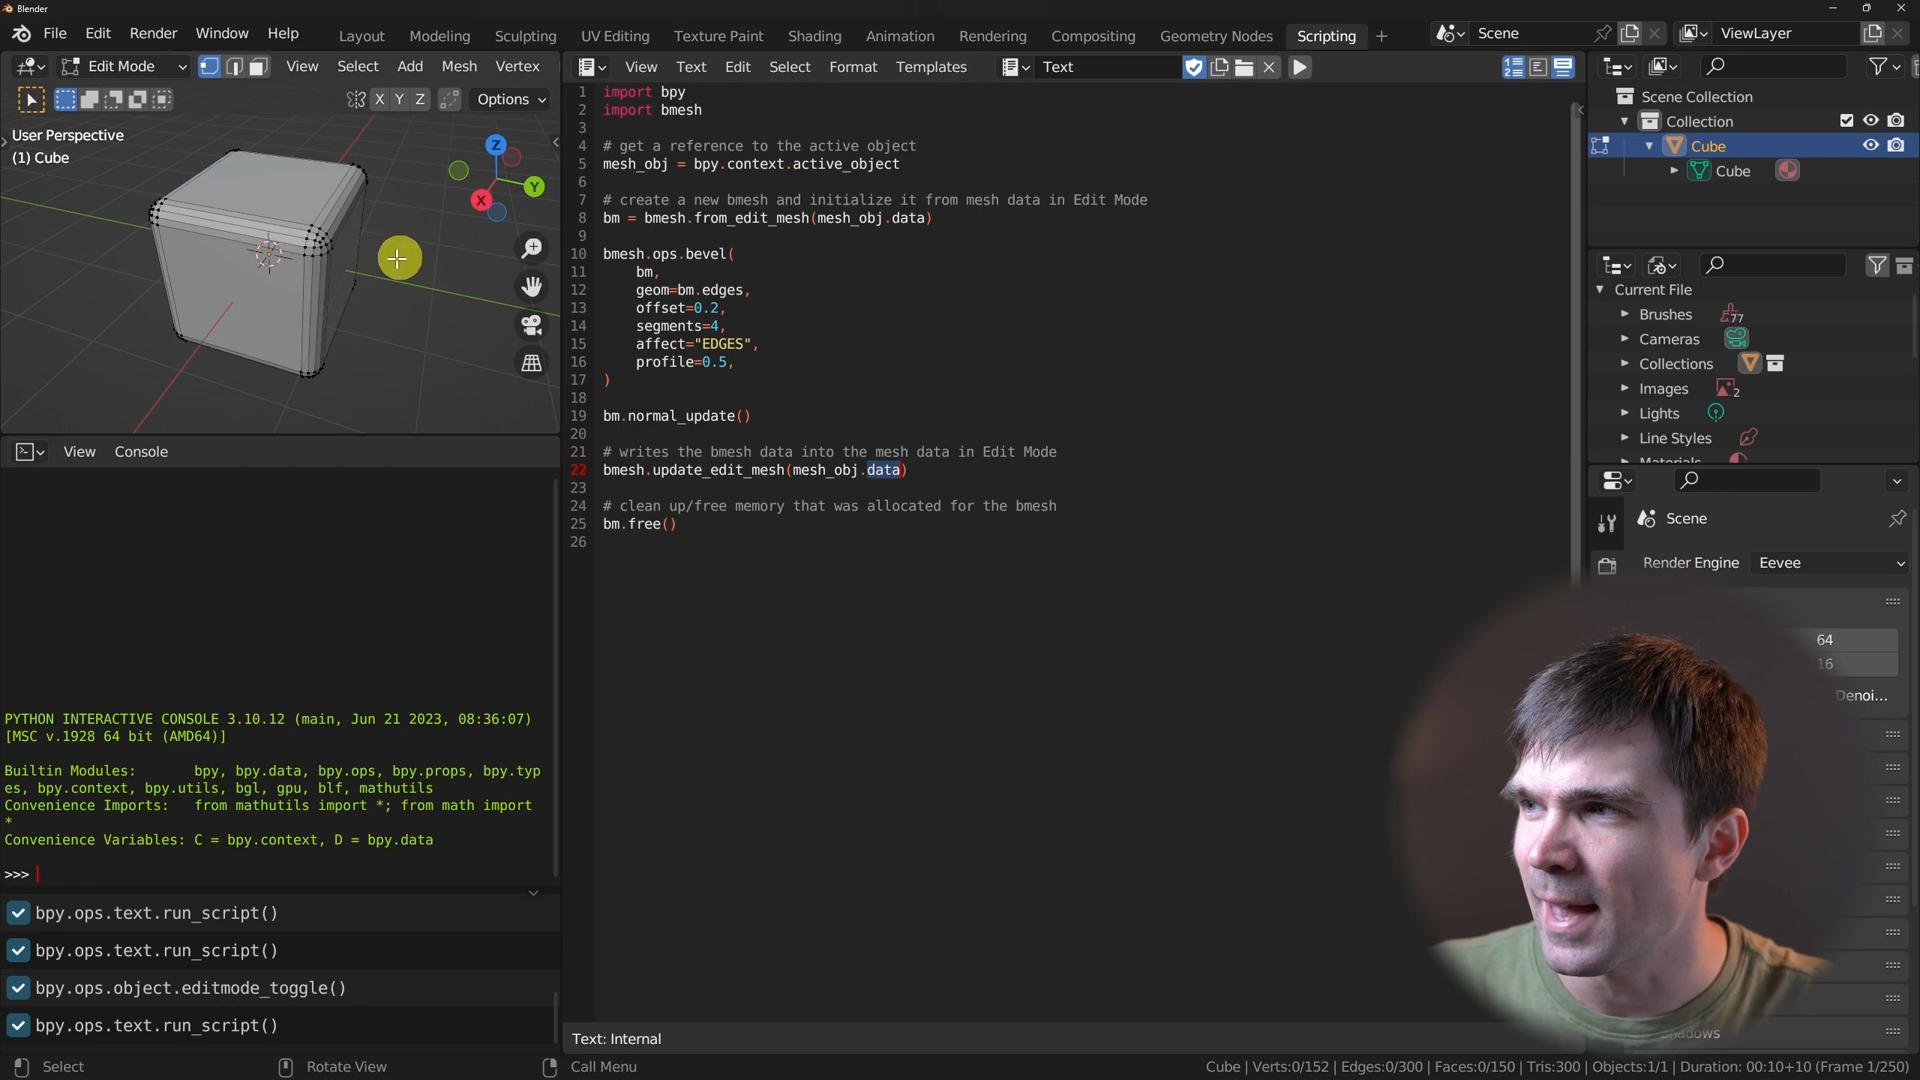 Blender
File Edit Render Window Help
Layout Modeling Sculpting UV Editing Texture Paint Shading Animation Rendering Compositing Geometry Nodes Scripting
Scene
ViewLayer
Edit Mode
View Select Add Mesh Vertex
View Text Edit Select Format Templates
Text
X Y Z
Options
User Perspective
(1) Cube
Z
Y
X
1 import bpy
2 import bmesh
3
4 # get a reference to the active object
5 mesh_obj = bpy.context.active_object
6
7 # create a new bmesh and initialize it from mesh data in Edit Mode
8 bm = bmesh.from_edit_mesh(mesh_obj.data)
9
10 bmesh.ops.bevel(
11 bm,
12 geom=bm.edges,
13 offset=0.2,
14 segments=4,
15 affect="EDGES",
16 profile=0.5,
17 )
18
19 bm.normal_update()
20
21 # writes the bmesh data into the mesh data in Edit Mode
22 bmesh.update_edit_mesh(mesh_obj.data)
23
24 # clean up/free memory that was allocated for the bmesh
25 bm.free()
26
Text: Internal
View Console
PYTHON INTERACTIVE CONSOLE 3.10.12 (main, Jun 21 2023, 08:36:07)
[MSC v.1928 64 bit (AMD64)]
Builtin Modules: bpy, bpy.data, bpy.ops, bpy.props, bpy.typ
es, bpy.context, bpy.utils, bgl, gpu, blf, mathutils
Convenience Imports: from mathutils import *; from math import
*
Convenience Variables: C = bpy.context, D = bpy.data
>>>
bpy.ops.text.run_script()
bpy.ops.text.run_script()
bpy.ops.object.editmode_toggle()
bpy.ops.text.run_script()
Scene Collection
Collection
Cube
Cube
Current File
Brushes 77
Cameras
Collections
Images 2
Lights
Line Styles
Materials
Scene
Render Engine Eevee
64
16
Denoi...
Shadows
Select
Rotate View
Call Menu
Cube | Verts:0/152 | Edges:0/300 | Faces:0/150 | Tris:300 | Objects:1/1 | Duration: 00:10+10 (Frame 1/250)